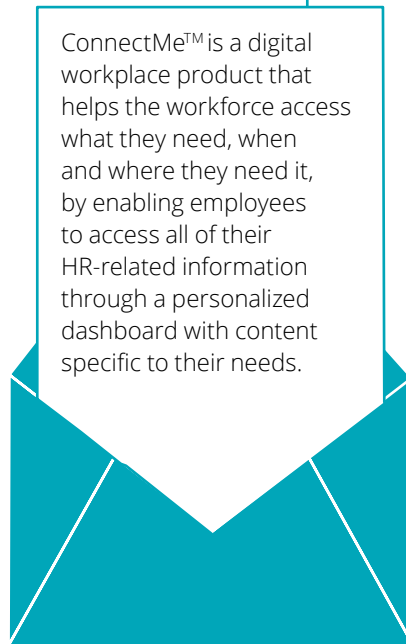 ConnectMe™ is a digital
workplace product that
helps the workforce access
what they need, when
and where they need it,
by enabling employees
to access all of their
HR-related information
through a personalized
dashboard with content
specific to their needs.